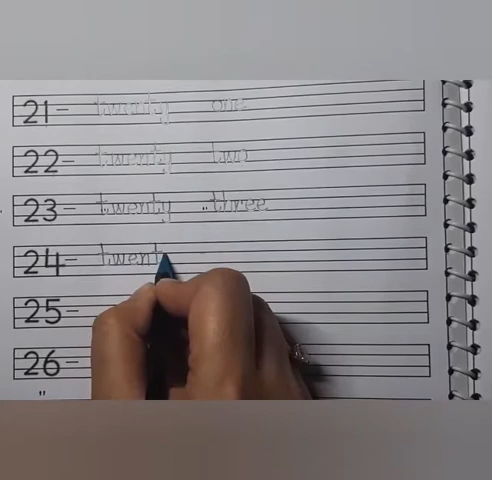 21- twenty one
22- twenty two
23- twenty three
24- twent
25-
26-